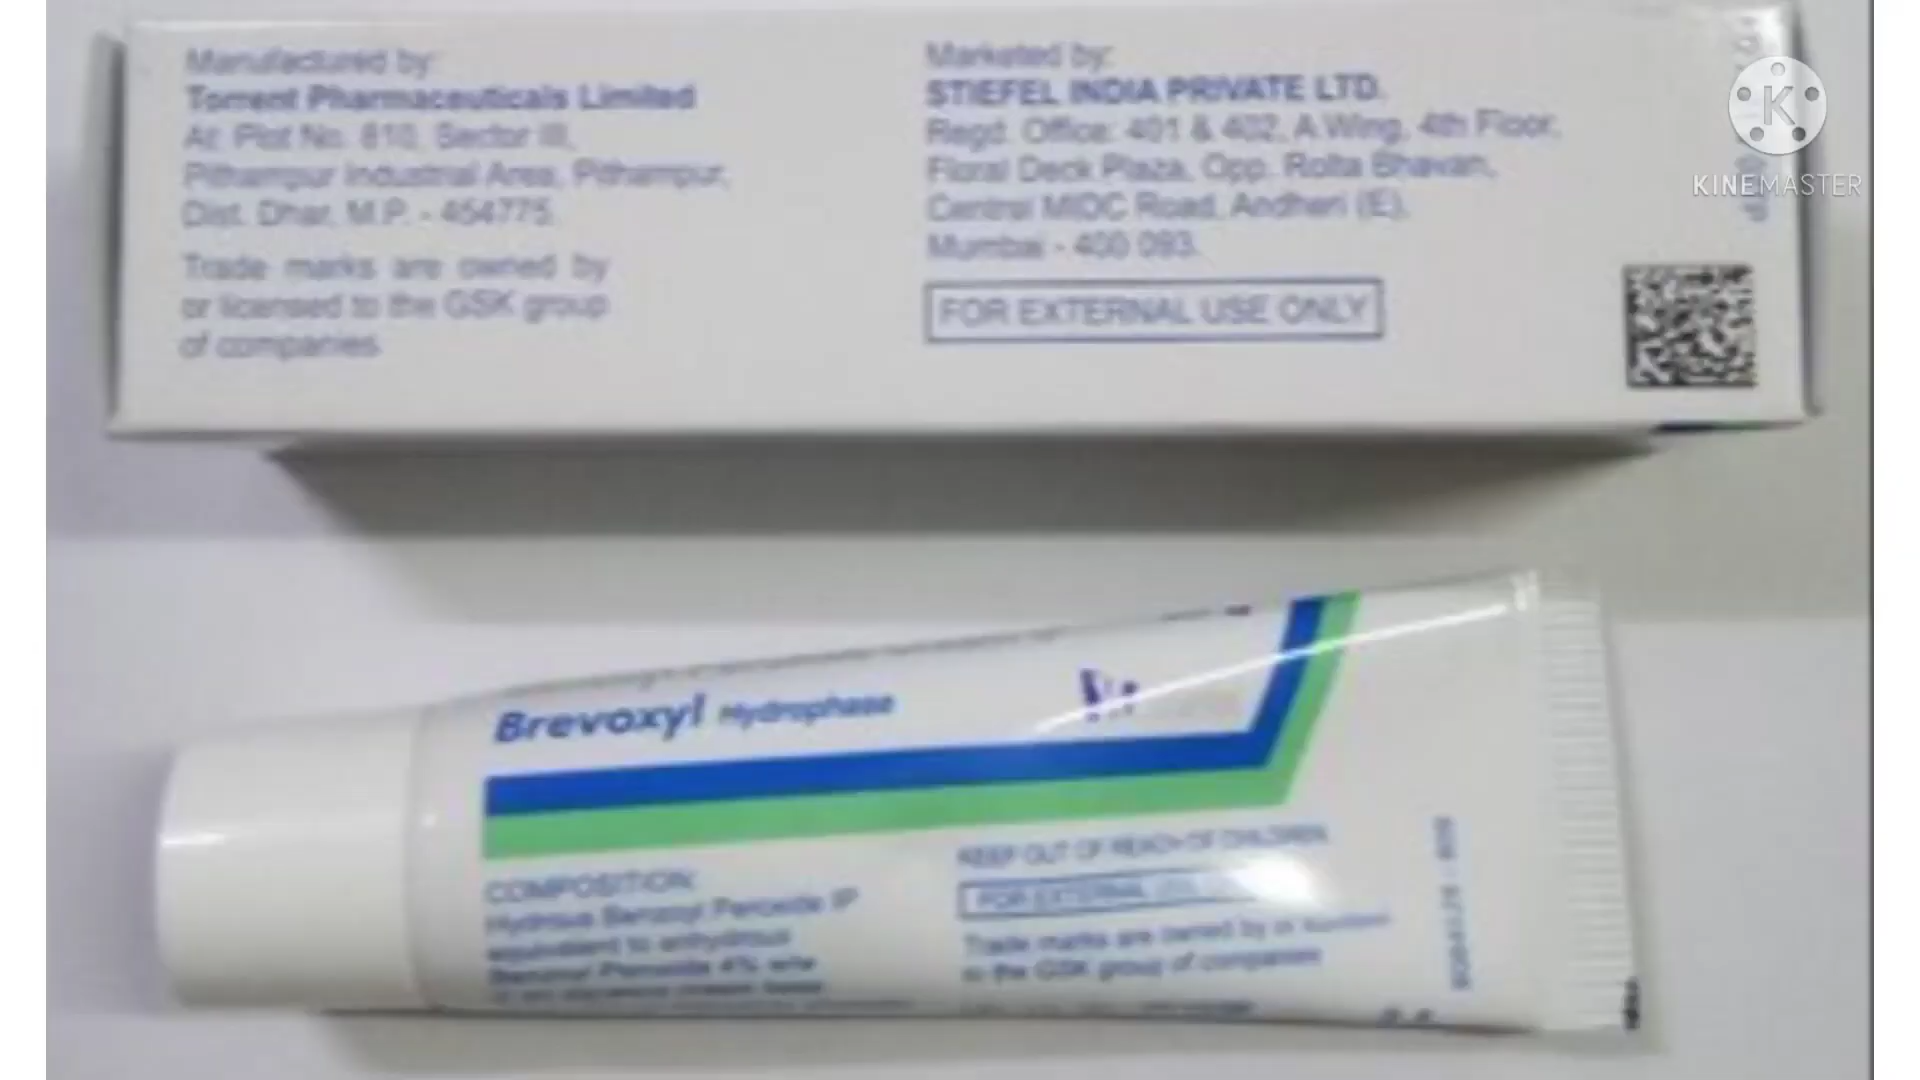 Manufactured by:
Torrent Pharmaceuticals Limited
At: Plot No. 810, Sector III,
Pithampur Industrial Area, Pithampur,
Dist. Dhar, M.P. - 454775.
Trade marks are owned by
or licensed to the GSK group
of companies
Marketed by:
STIEFEL INDIA PRIVATE LTD.
Regd. Office: 401 & 402, A Wing, 4th Floor,
Floral Deck Plaza, Opp. Rolta Bhavan,
Central MIDC Road, Andheri (E),
Mumbai - 400 093.
FOR EXTERNAL USE ONLY
K
KINEMASTER
Brevoxyl Hydrophase
COMPOSITION:
Hydrous Benzoyl Peroxide IP
equivalent to anhydrous
Benzoyl Peroxide 4% w/w
KEEP OUT OF REACH OF CHILDREN
FOR EXTERNAL USE
Trade marks are owned by or licensed
to the GSK group of companies